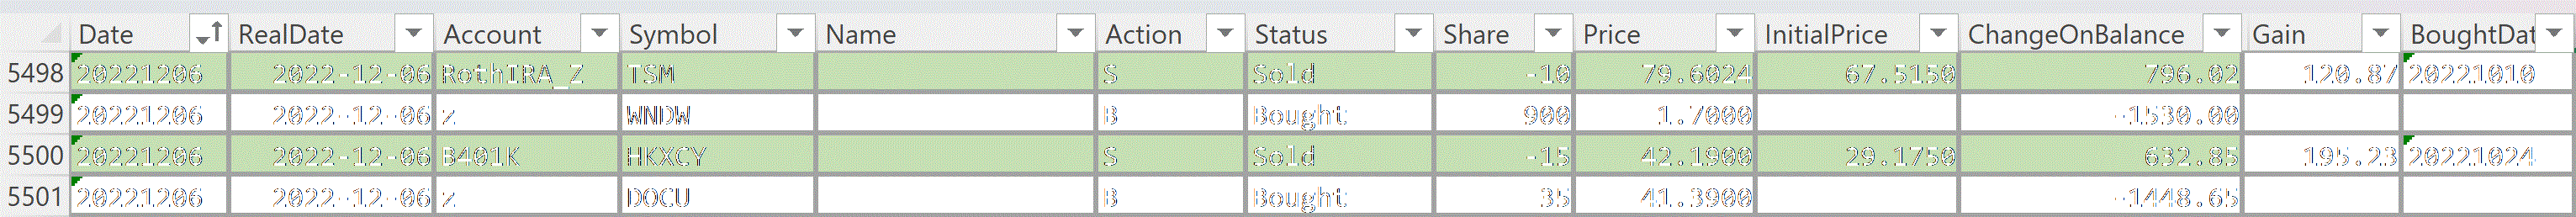 Date RealDate Account Symbol Name Action Status Share Price InitialPrice ChangeOnBalance Gain BoughtDat
5498 20221206 2022-12-06 RothIRA_Z TSM S Sold -10 79.6024 67.5150 796.02 120.87 20221010
5499 20221206 2022-12-06 z WNDW B Bought 900 1.7000 -1530.00
5500 20221206 2022-12-06 B401K HKXCY S Sold -15 42.1900 29.1750 632.85 195.23 20221024
5501 20221206 2022-12-06 z DOCU B Bought 35 41.3900 -1448.65